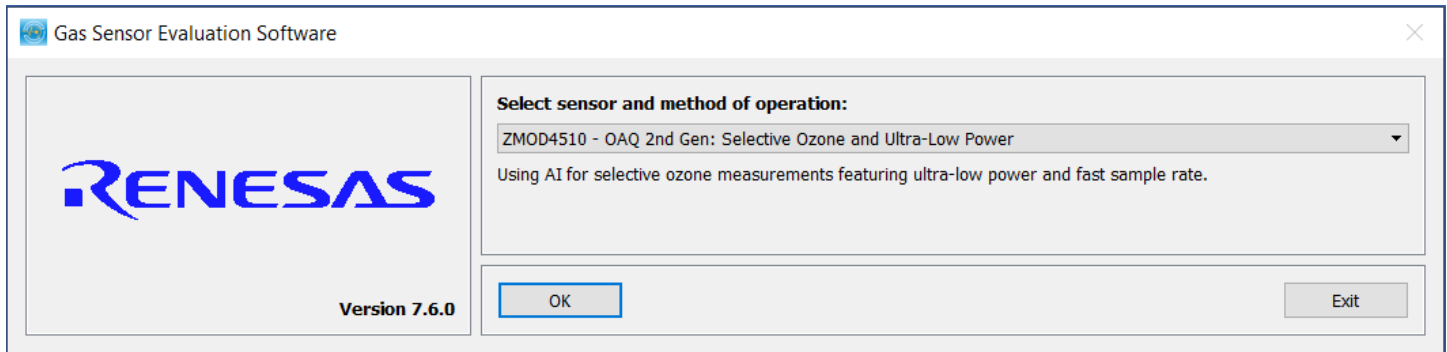 Gas Sensor Evaluation Software
RENESAS
Version 7.6.0
Select sensor and method of operation:
ZMOD4510 - OAQ 2nd Gen: Selective Ozone and Ultra-Low Power
Using AI for selective ozone measurements featuring ultra-low power and fast sample rate.
OK
Exit